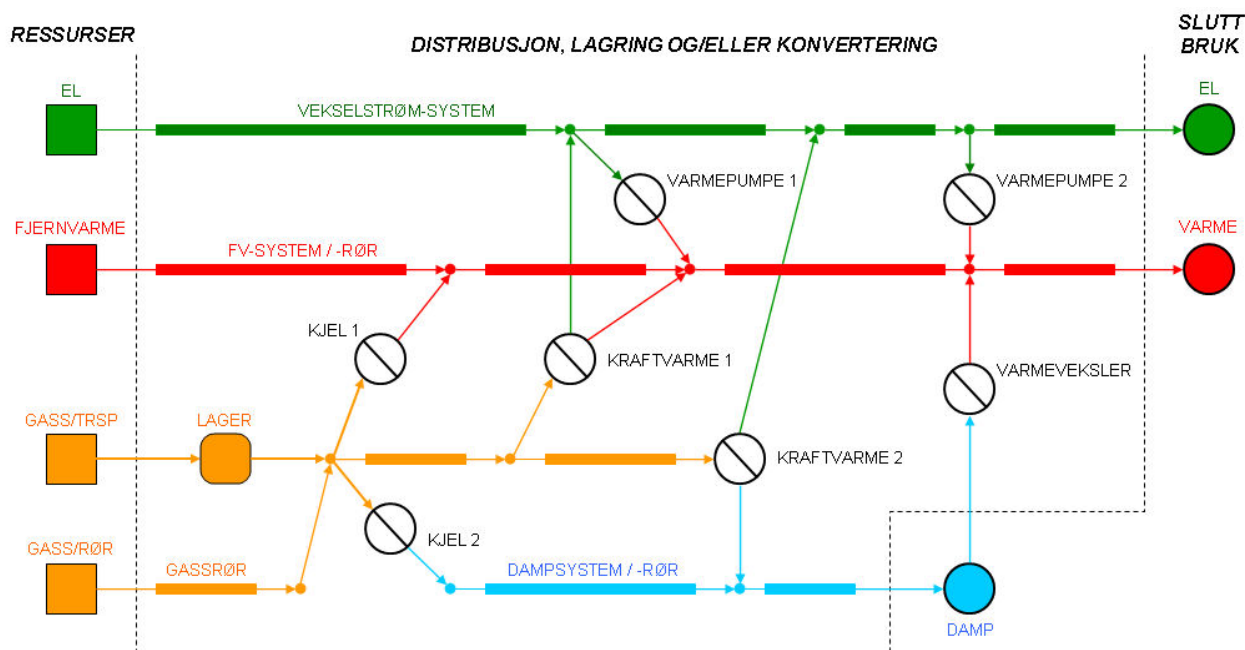 RESSURSER
DISTRIBUSJON, LAGRING OG/ELLER KONVERTERING
SLUTT
BRUK
EL
VEKSELSTRØM-SYSTEM
EL
VARMEPUMPE 1
VARMEPUMPE 2
FJERNVARME
FV-SYSTEM / -RØR
VARME
KJEL 1
KRAFTVARME 1
VARMEVEKSLER
GASS/TRSP
LAGER
KRAFTVARME 2
KJEL 2
GASS/RØR
GASSRØR
DAMPSYSTEM / -RØR
DAMP